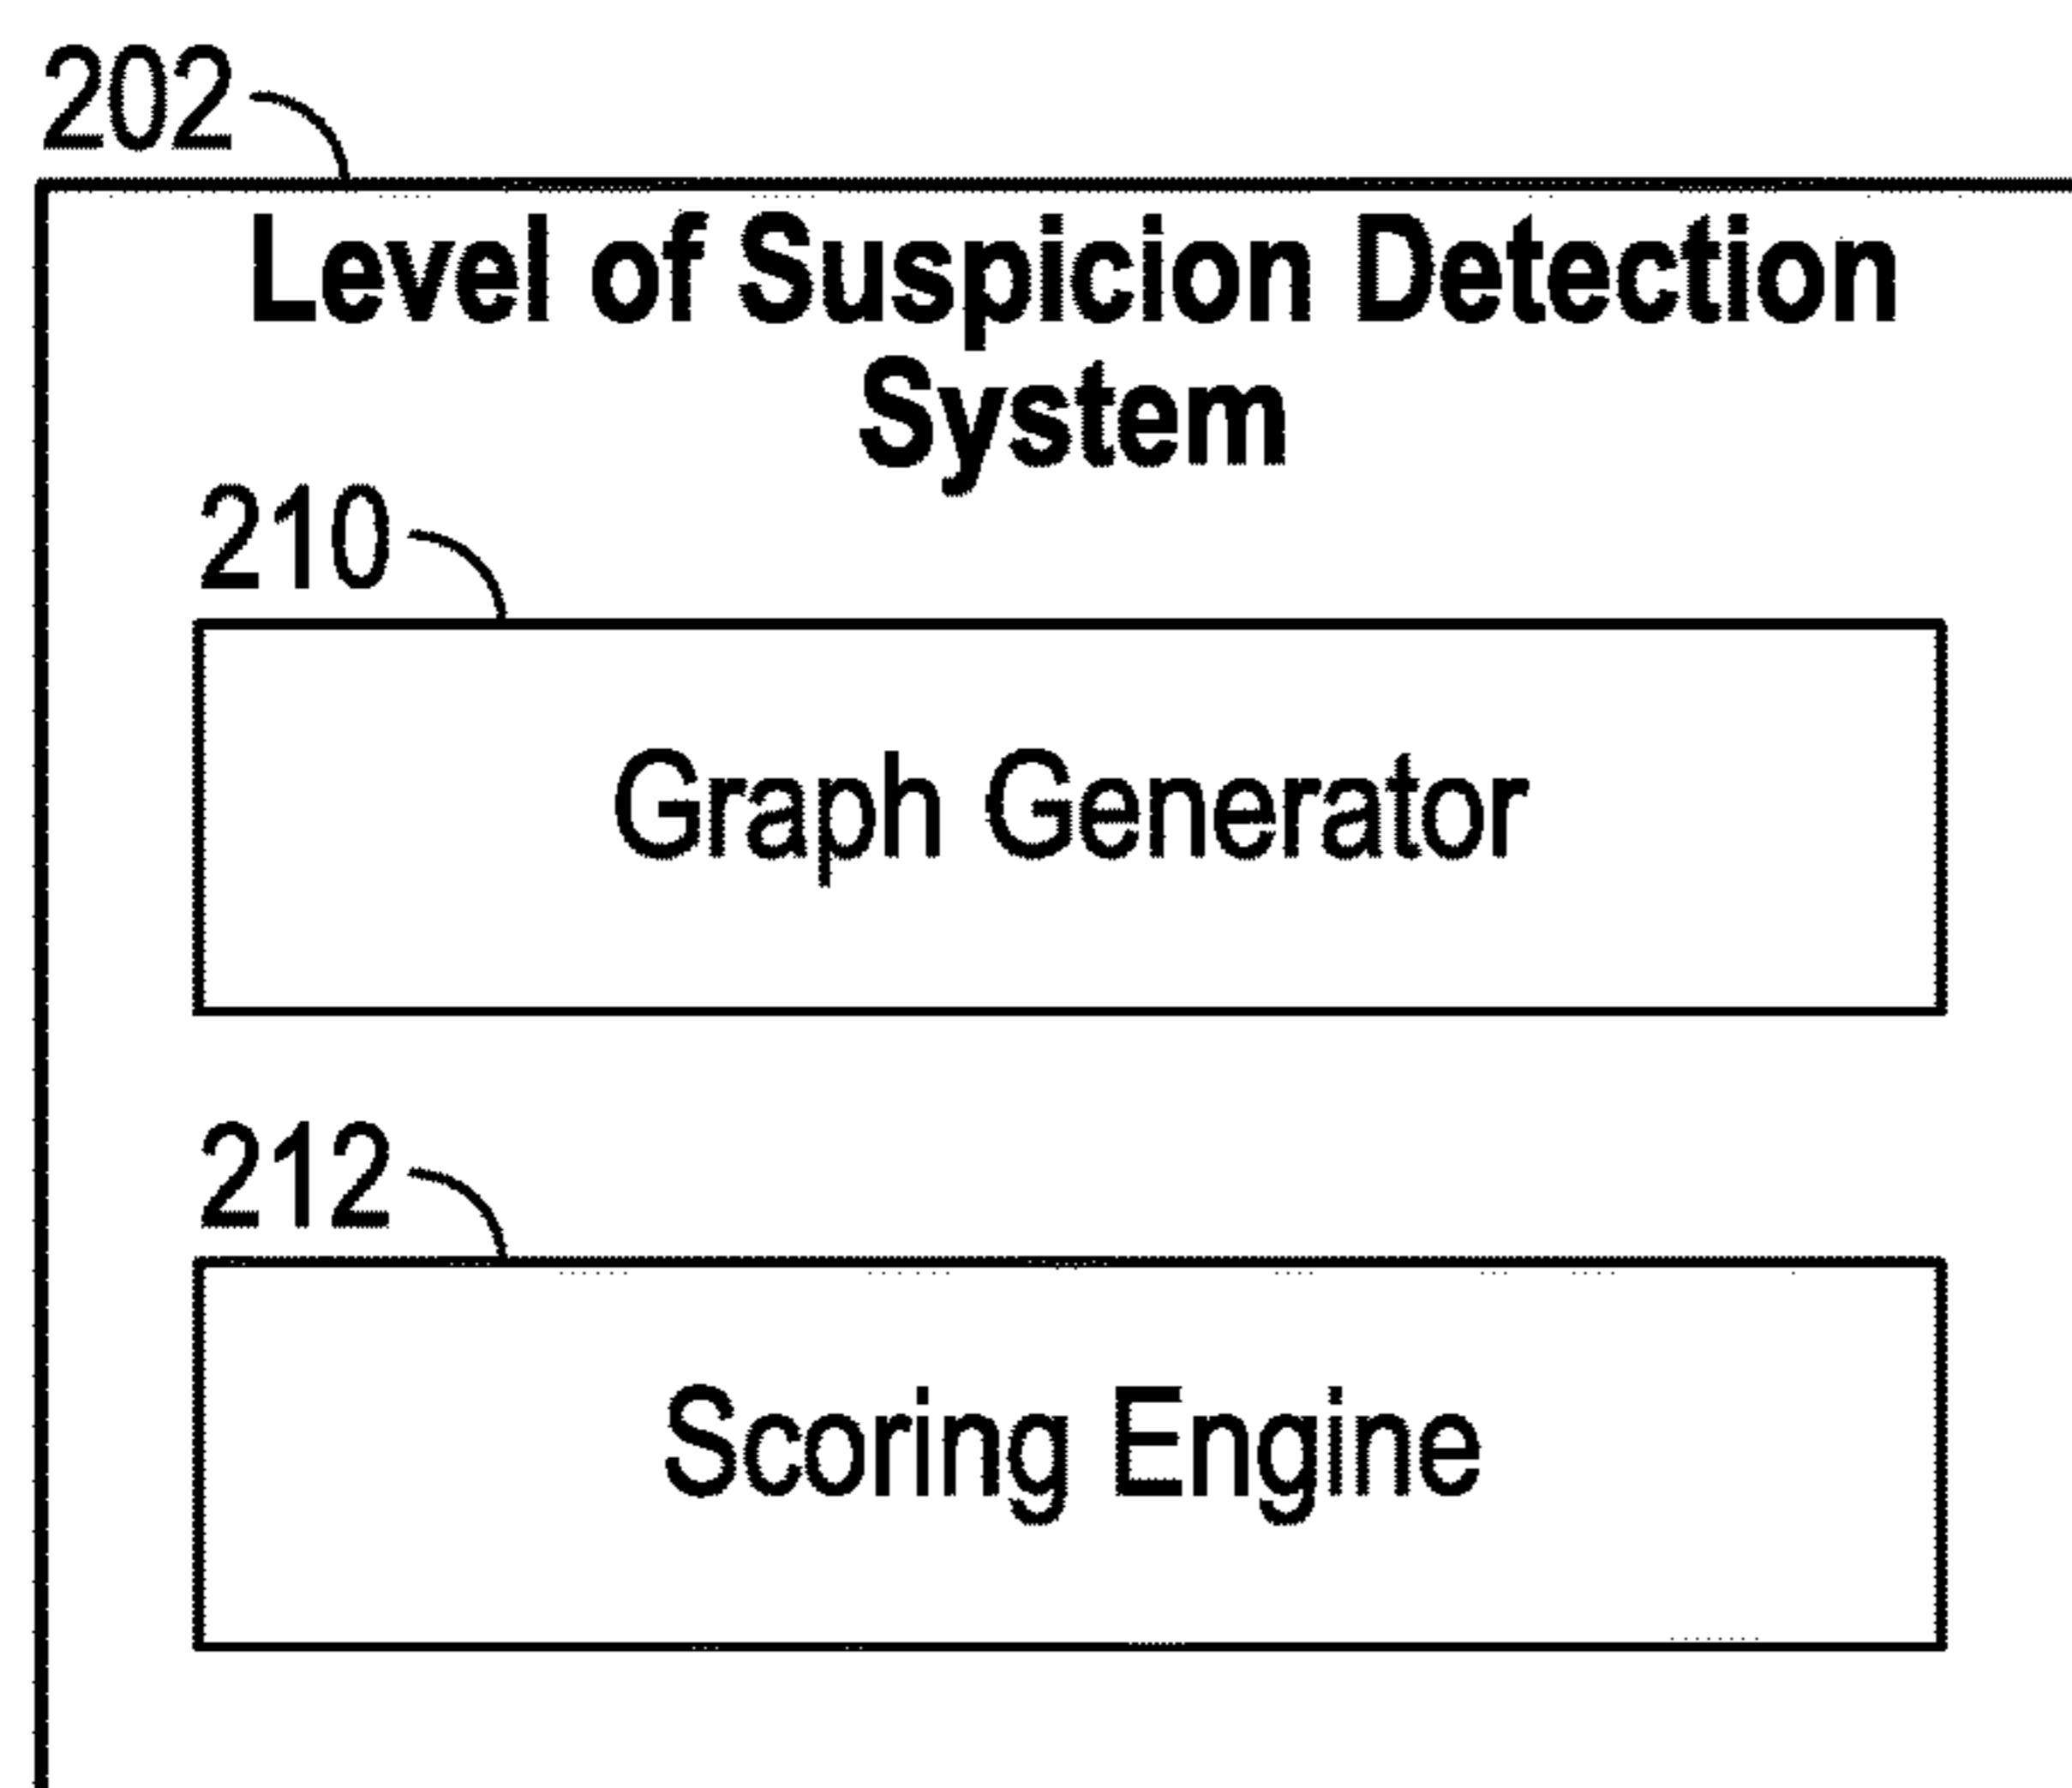 202
Level of Suspicion Detection
System
210
Graph Generator
212
Scoring Engine